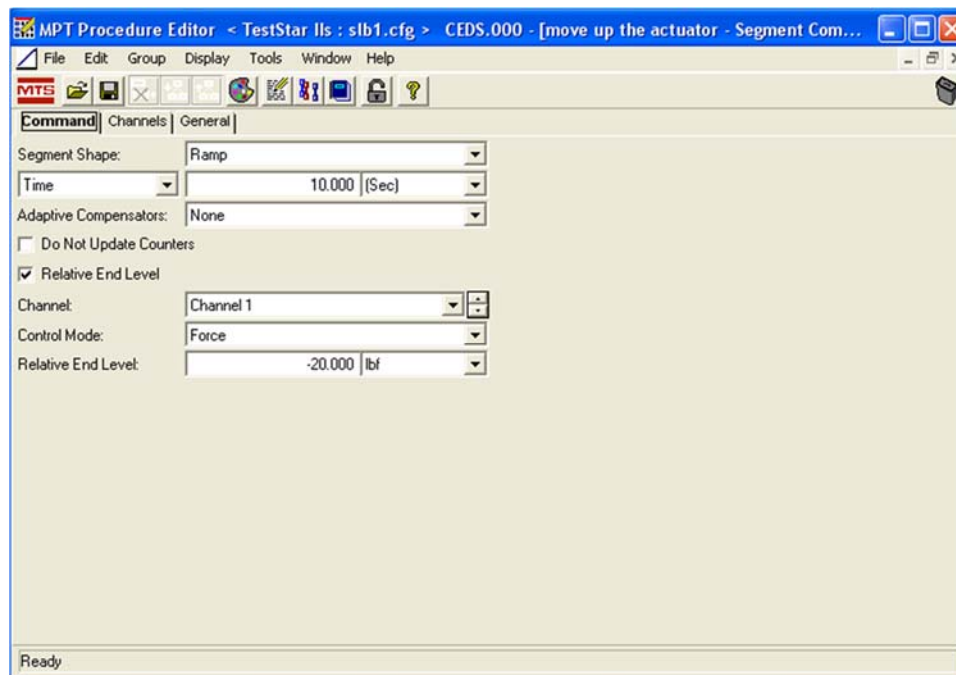 MPT Procedure Editor < TestStar IIs : slb1.cfg > CEDS.000 - [move up the actuator - Segment Com...
File Edit Group Display Tools Window Help
MTS
Command Channels General
Segment Shape: Ramp
Time 10.000 (Sec)
Adaptive Compensators: None
Do Not Update Counters
Relative End Level
Channel: Channel 1
Control Mode: Force
Relative End Level: -20.000 lbf
Ready